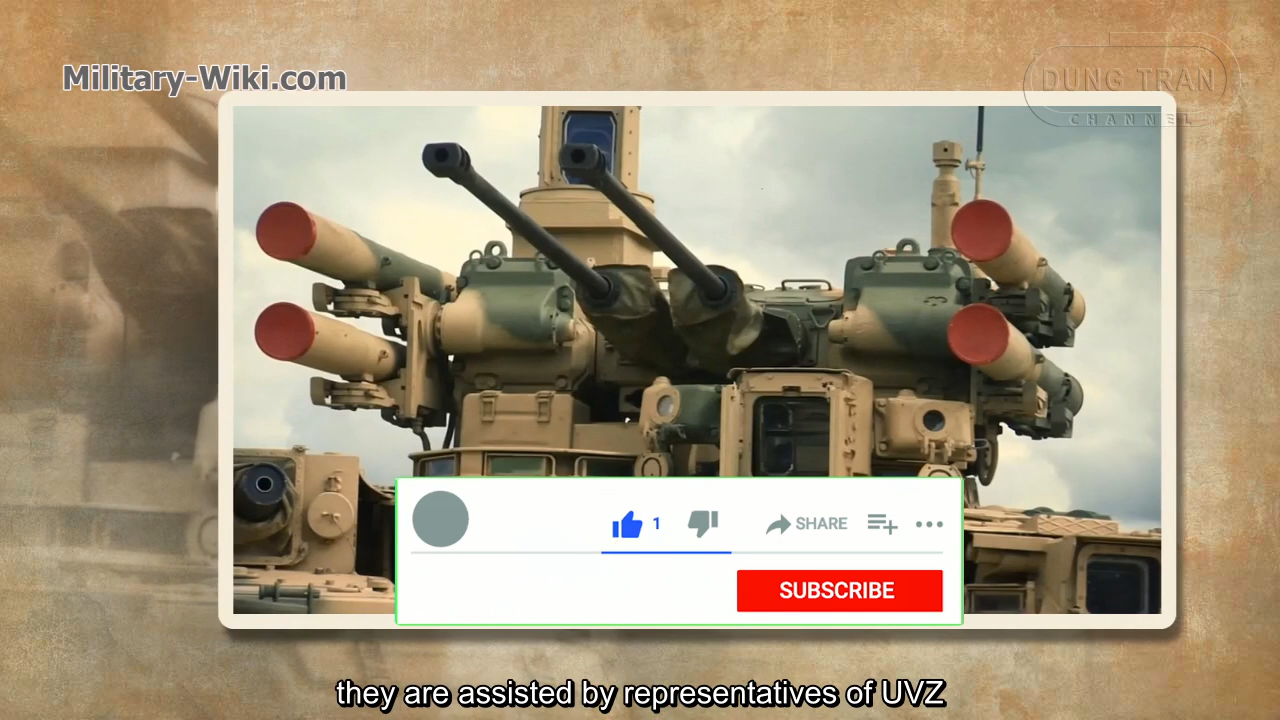 Military-Wiki.com
DUNG TRAN
CHANNEL
1
SHARE
SUBSCRIBE
they are assisted by representatives of UVZ